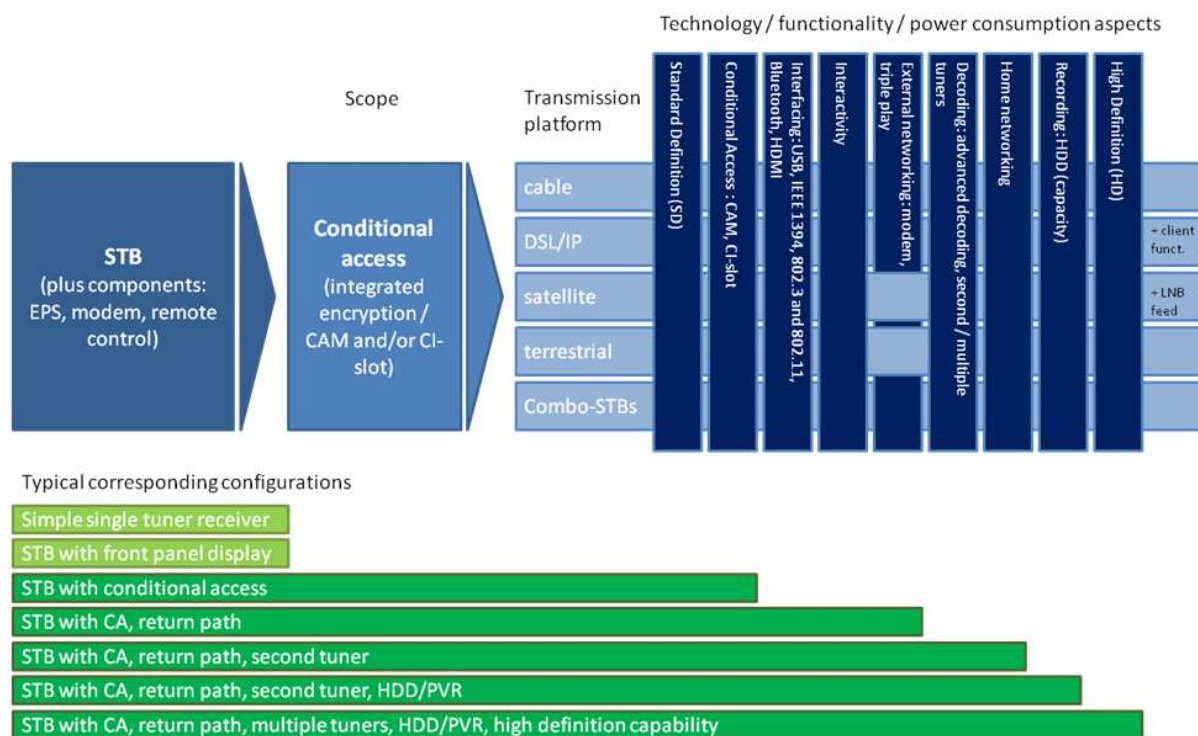 Technology / functionality / power consumption aspects
Scope
Transmission
platform
Standard Definition (SD)
Conditional Access : CAM, CI-slot
Interfacing : USB, IEEE 1394, 802.3 and 802.11,
Bluetooth, HDMI
Interactivity
External networking : modem,
triple play
Decoding : advanced decoding, second / multiple
tuners
Home networking
Recording : HDD (capacity)
High Definition (HD)
STB
(plus components:
EPS, modem, remote
control)
Conditional
access
(integrated
encryption /
CAM and/or CI-
slot)
cable
DSL/IP
+ client
funct.
satellite
+ LNB
feed
terrestrial
Combo-STBs
Typical corresponding configurations
Simple single tuner receiver
STB with front panel display
STB with conditional access
STB with CA, return path
STB with CA, return path, second tuner
STB with CA, return path, second tuner, HDD/PVR
STB with CA, return path, multiple tuners, HDD/PVR, high definition capability